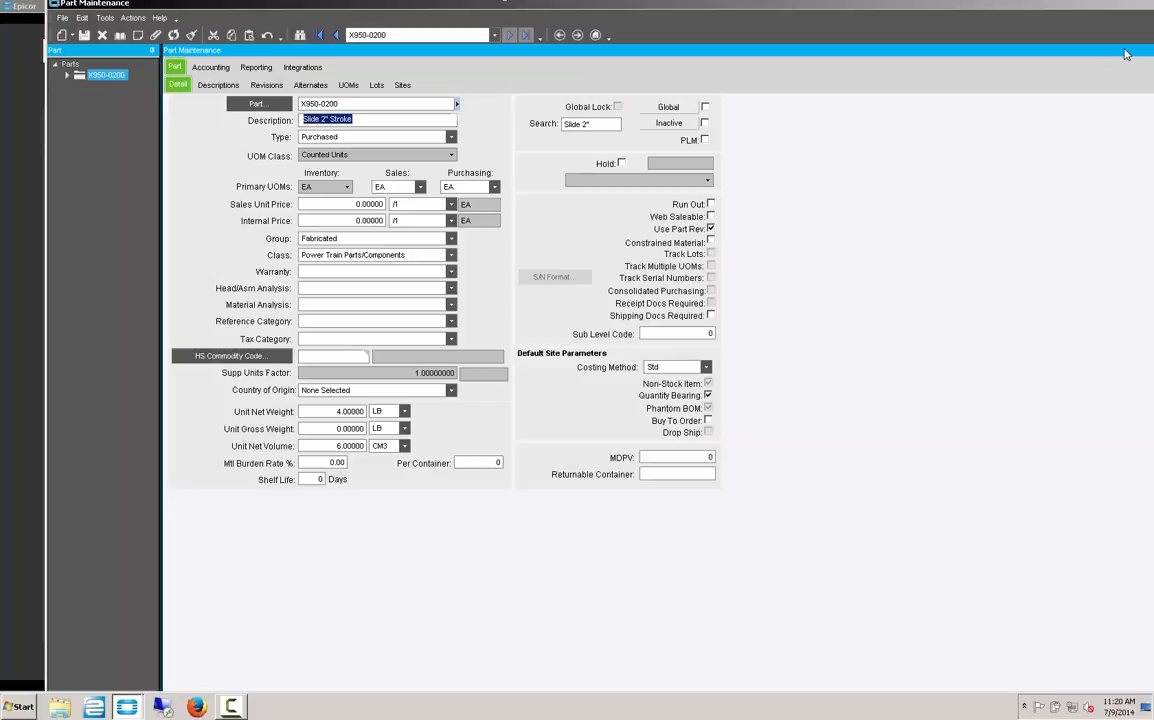 Epicor
Part Maintenance
File Edit Tools Actions Help
X950-0200
Part
Part Maintenance
Parts
X950-0200
Part Accounting Reporting Integrations
Detail Descriptions Revisions Alternates UOMs Lots Sites
Part... X950-0200
Description: Slide 2" Stroke
Type: Purchased
UOM Class: Counted Units
Inventory: Sales: Purchasing:
Primary UOMs: EA EA EA
Sales Unit Price: 0.00000 /1 EA
Internal Price: 0.00000 /1 EA
Group: Fabricated
Class: Power Train Parts/Components
Warranty:
Head/Asm Analysis:
Material Analysis:
Reference Category:
Tax Category:
HS Commodity Code...
Supp Units Factor: 1.00000000
Country of Origin: None Selected
Unit Net Weight: 4.00000 LB
Unit Gross Weight: 0.00000 LB
Unit Net Volume: 6.00000 CM3
Mtl Burden Rate %: 0.00 Per Container: 0
Shelf Life: 0 Days
Global Lock: Global
Search: Slide 2" Inactive
PLM:
Hold:
Run Out:
Web Saleable:
Use Part Rev:
Constrained Material:
Track Lots:
Track Multiple UOMs:
S/N Format... Track Serial Numbers:
Consolidated Purchasing:
Receipt Docs Required:
Shipping Docs Required:
Sub Level Code: 0
Default Site Parameters
Costing Method: Std
Non-Stock Item:
Quantity Bearing:
Phantom BOM:
Buy To Order:
Drop Ship:
MDPV: 0
Returnable Container:
Start
11:20 AM
7/9/2014